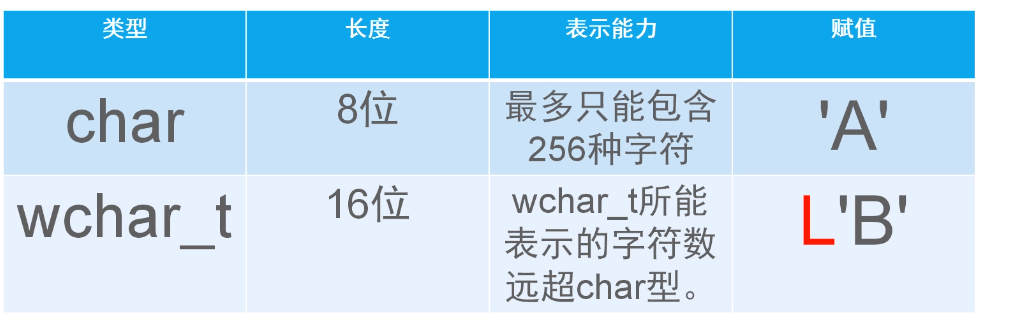 类型 长度 表示能力 赋值
char 8位 最多只能包含 'A'
256种字符
wchar_t 16位 wchar_t所能 L'B'
表示的字符数
远超char型。